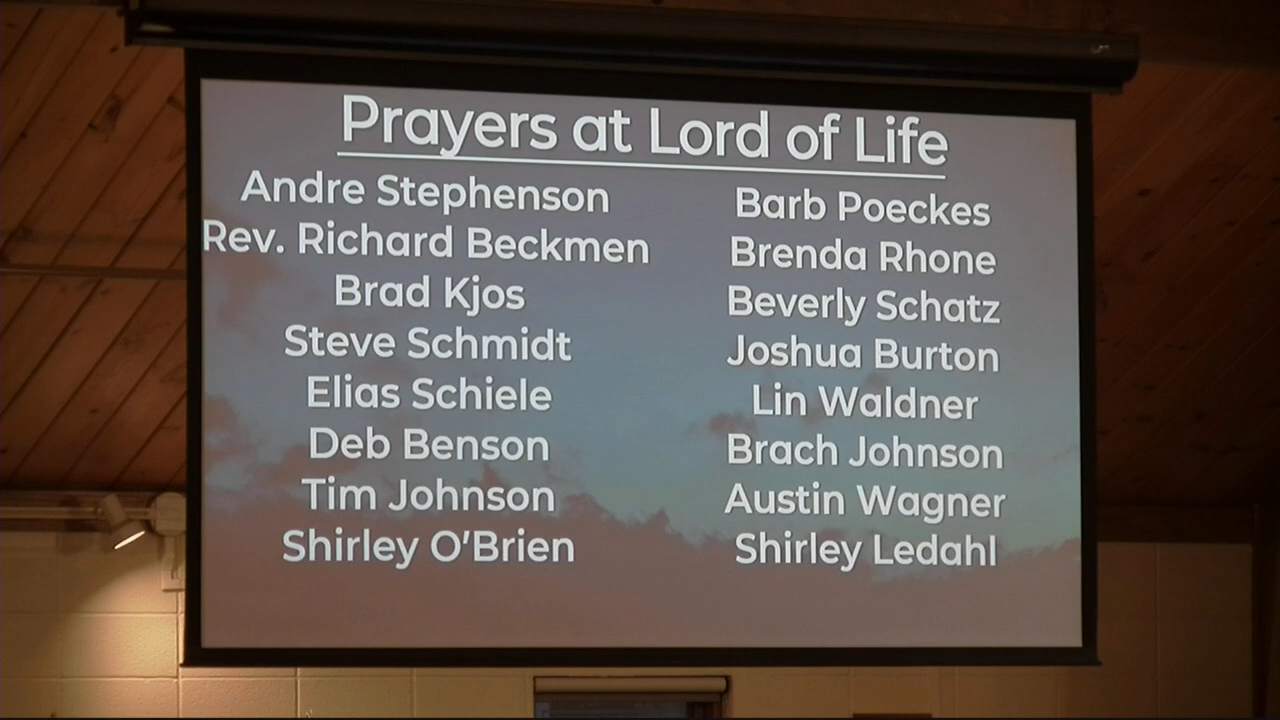 Prayers at Lord of Life
Andre Stephenson
Rev. Richard Beckmen
Brad Kjos
Steve Schmidt
Elias Schiele
Deb Benson
Tim Johnson
Shirley O'Brien
Barb Poeckes
Brenda Rhone
Beverly Schatz
Joshua Burton
Lin Waldner
Brach Johnson
Austin Wagner
Shirley Ledahl